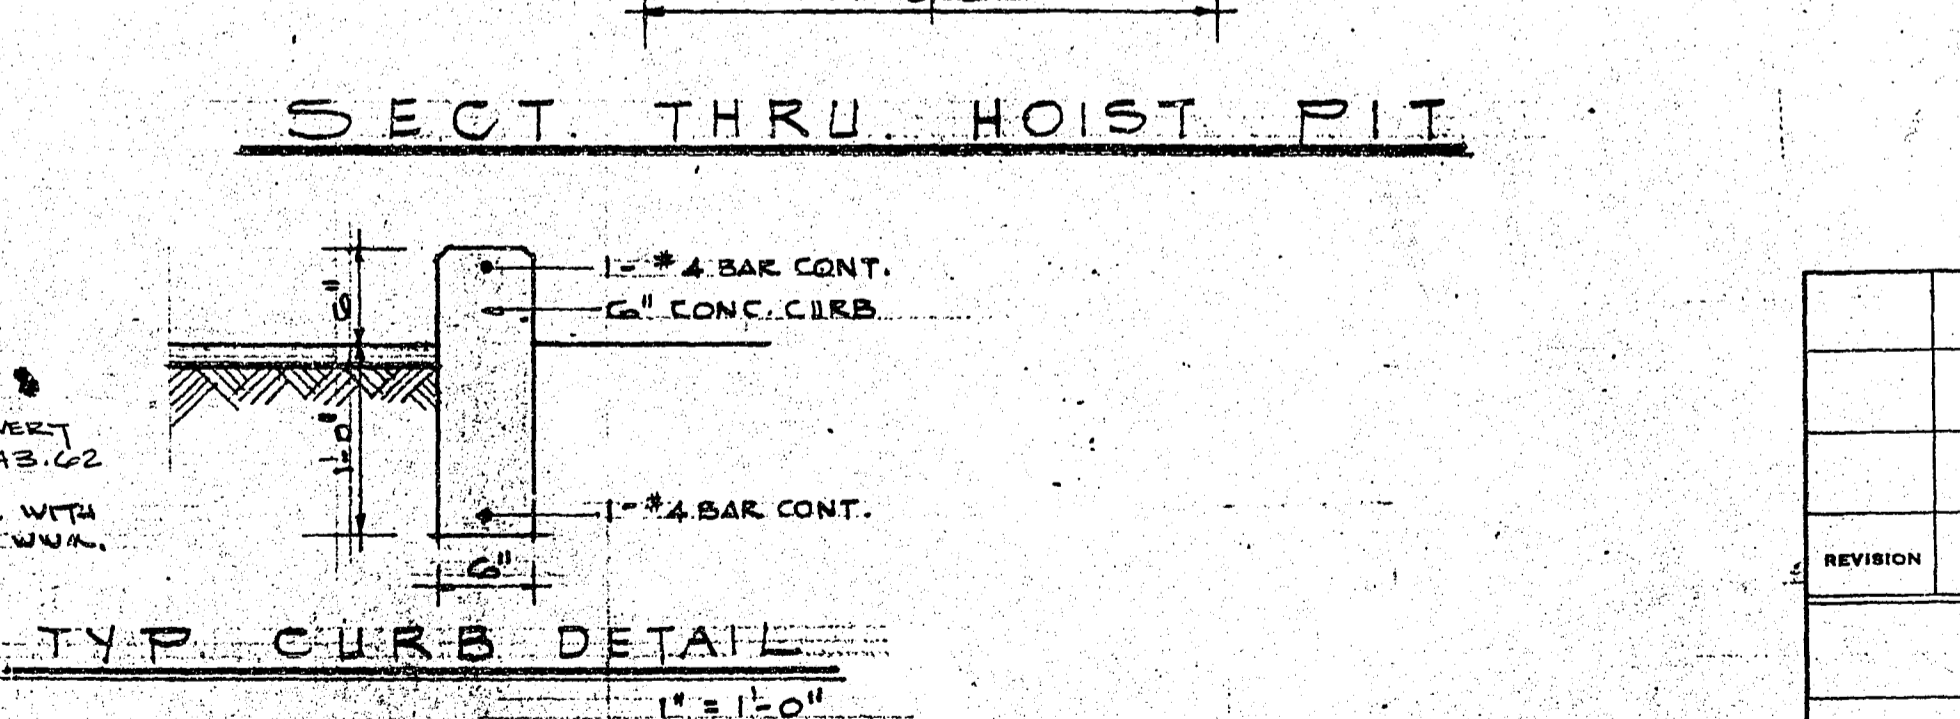 SECT. THRU. HOIST PIT
1-#4 BAR CONT.
6" CONC. CURB
6"
1'-0"
1-#4 BAR CONT.
6"
WITH
TYP. CURB DETAIL
1" = 1'-0"
REVISION